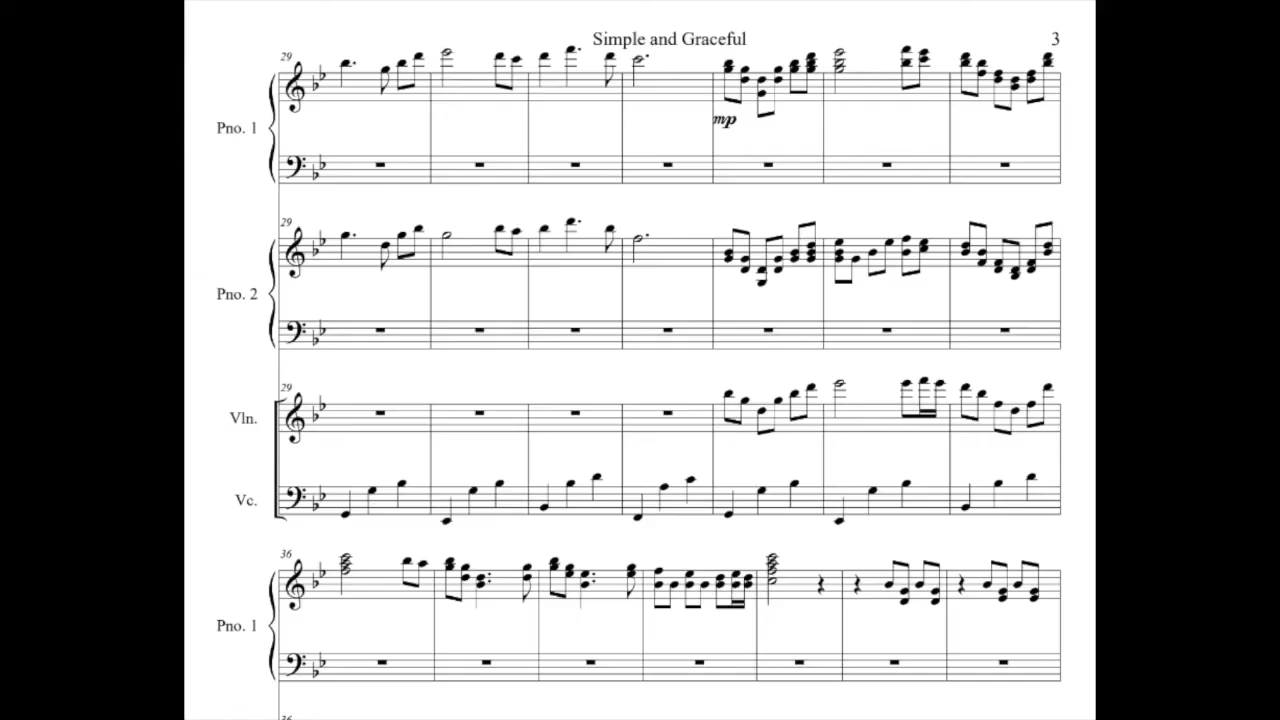 Simple and Graceful
3
29
Pno. 1
mp
29
Pno. 2
29
Vln.
Vc.
36
Pno. 1
36